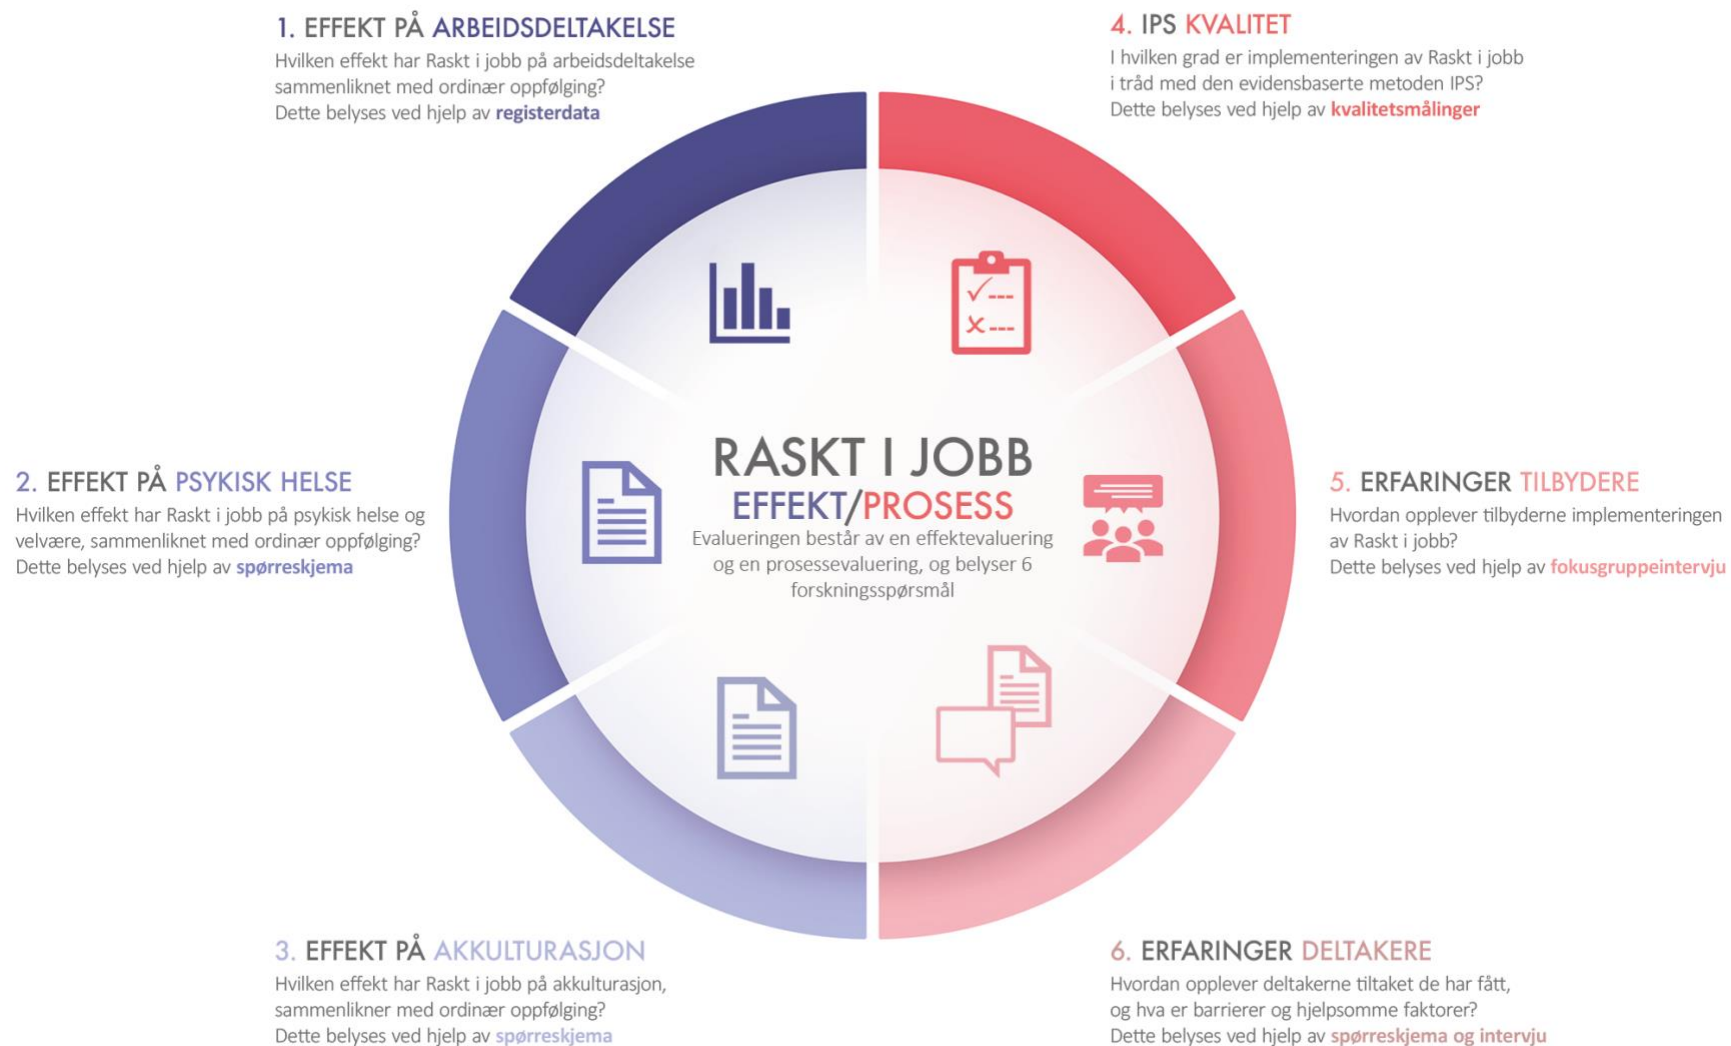 1. EFFEKT PÅ ARBEIDSDELTAKELSE
Hvilken effekt har Raskt i jobb på arbeidsdeltakelse
sammenliknet med ordinær oppfølging?
Dette belyses ved hjelp av registerdata
2. EFFEKT PÅ PSYKISK HELSE
Hvilken effekt har Raskt i jobb på psykisk helse og
velvære, sammenliknet med ordinær oppfølging?
Dette belyses ved hjelp av spørreskjema
3. EFFEKT PÅ AKKULTURASJON
Hvilken effekt har Raskt i jobb på akkulturasjon,
sammenlikner med ordinær oppfølging?
Dette belyses ved hjelp av spørreskjema
RASKT I JOBB
EFFEKT/PROSESS
Evalueringen består av en effektevaluering
og en prosessevaluering, og belyser 6
forskningsspørsmål
4. IPS KVALITET
I hvilken grad er implementeringen av Raskt i jobb
i tråd med den evidensbaserte metoden IPS?
Dette belyses ved hjelp av kvalitetsmålinger
5. ERFARINGER TILBYDERE
Hvordan opplever tilbyderne implementeringen
av Raskt i jobb?
Dette belyses ved hjelp av fokusgruppeintervju
6. ERFARINGER DELTAKERE
Hvordan opplever deltakerne tiltaket de har fått,
og hva er barrierer og hjelpsomme faktorer?
Dette belyses ved hjelp av spørreskjema og intervju